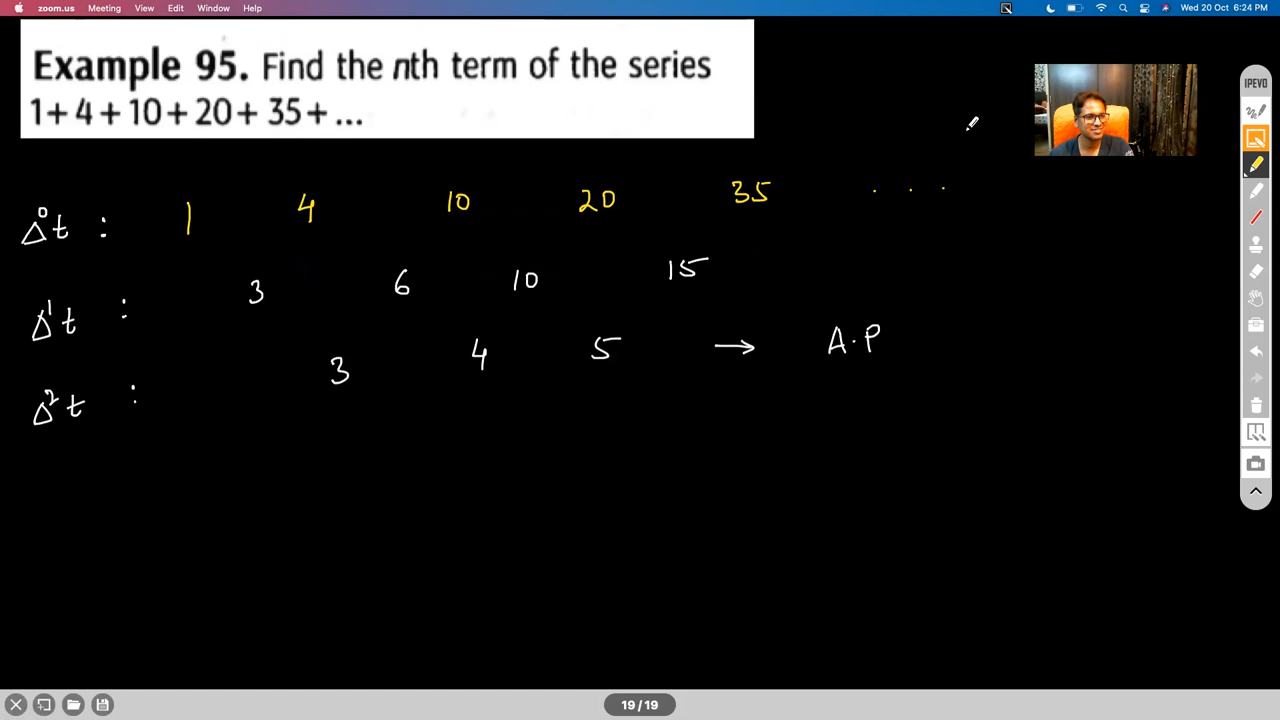 zoom.us Meeting View Edit Window Help Wed 20 Oct 6:24 PM
Example 95. Find the nth term of the series
1+ 4 + 10 + 20 + 35 + ...
IPEVO
Δ⁰t : 1 4 10 20 35 . . .
Δ¹t : 3 6 10 15
Δ²t : 3 4 5 → A.P
19 / 19